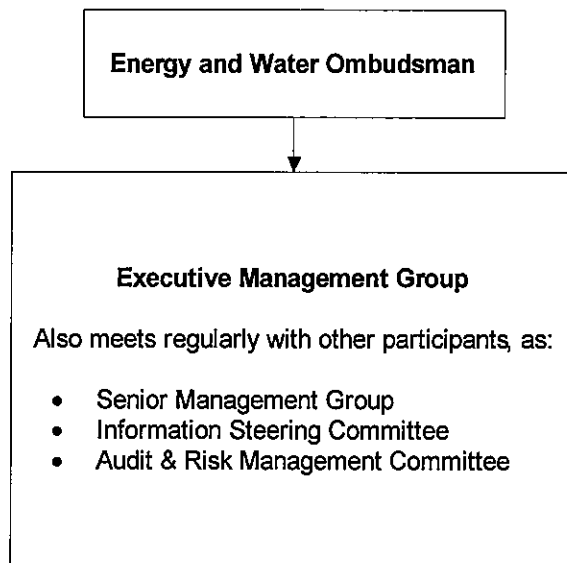 Energy and Water Ombudsman
Executive Management Group
Also meets regularly with other participants, as:
• Senior Management Group
• Information Steering Committee
• Audit & Risk Management Committee